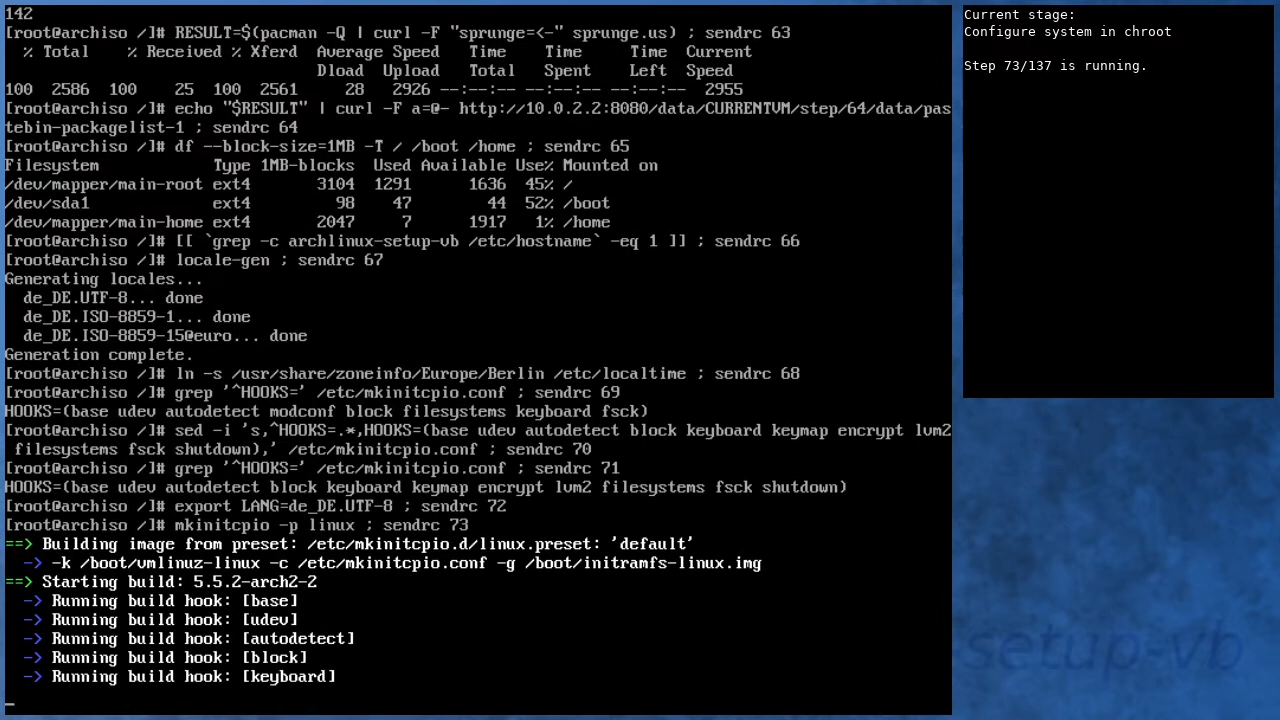 142
[root@archiso /]# RESULT=$(pacman -Q | curl -F "sprunge=<-" sprunge.us) ; sendrc 63
  % Total    % Received % Xferd  Average Speed   Time    Time     Time  Current
                                 Dload  Upload   Total   Spent    Left  Speed
100  2586  100    25  100  2561     28   2926 --:--:-- --:--:-- --:--:--  2955
[root@archiso /]# echo "$RESULT" | curl -F a=@- http://10.0.2.2:8080/data/CURRENTVM/step/64/data/pas
tebin-packagelist-1 ; sendrc 64
[root@archiso /]# df --block-size=1MB -T / /boot /home ; sendrc 65
Filesystem            Type 1MB-blocks  Used Available Use% Mounted on
/dev/mapper/main-root ext4       3104  1291      1636  45% /
/dev/sda1             ext4         98    47        44  52% /boot
/dev/mapper/main-home ext4       2047     7      1917   1% /home
[root@archiso /]# [[ `grep -c archlinux-setup-vb /etc/hostname` -eq 1 ]] ; sendrc 66
[root@archiso /]# locale-gen ; sendrc 67
Generating locales...
  de_DE.UTF-8... done
  de_DE.ISO-8859-1... done
  de_DE.ISO-8859-15@euro... done
Generation complete.
[root@archiso /]# ln -s /usr/share/zoneinfo/Europe/Berlin /etc/localtime ; sendrc 68
[root@archiso /]# grep '^HOOKS=' /etc/mkinitcpio.conf ; sendrc 69
HOOKS=(base udev autodetect modconf block filesystems keyboard fsck)
[root@archiso /]# sed -i 's,^HOOKS=.*,HOOKS=(base udev autodetect block keyboard keymap encrypt lvm2
 filesystems fsck shutdown),' /etc/mkinitcpio.conf ; sendrc 70
[root@archiso /]# grep '^HOOKS=' /etc/mkinitcpio.conf ; sendrc 71
HOOKS=(base udev autodetect block keyboard keymap encrypt lvm2 filesystems fsck shutdown)
[root@archiso /]# export LANG=de_DE.UTF-8 ; sendrc 72
[root@archiso /]# mkinitcpio -p linux ; sendrc 73
==> Building image from preset: /etc/mkinitcpio.d/linux.preset: 'default'
  -> -k /boot/vmlinuz-linux -c /etc/mkinitcpio.conf -g /boot/initramfs-linux.img
==> Starting build: 5.5.2-arch2-2
  -> Running build hook: [base]
  -> Running build hook: [udev]
  -> Running build hook: [autodetect]
  -> Running build hook: [block]
  -> Running build hook: [keyboard]
_
Current stage:
Configure system in chroot
Step 73/137 is running.
setup-vb